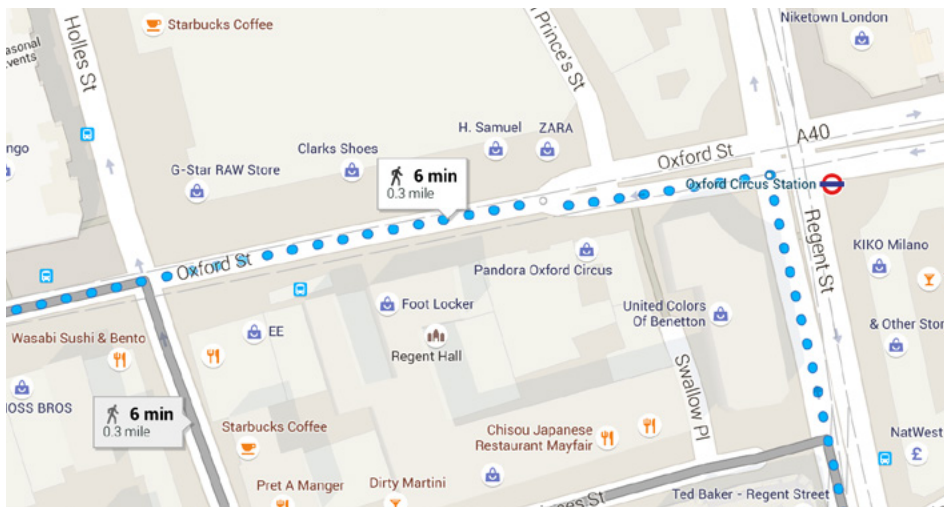 Starbucks Coffee
Niketown London
Holles St
Prince's St
A40
H. Samuel
ZARA
Oxford St
Clarks Shoes
G-Star RAW Store
6 min
0.3 mile
Oxford Circus Station
Regent St
KIKO Milano
Oxford St
Pandora Oxford Circus
Foot Locker
United Colors
Of Benetton
& Other Stor
EE
Wasabi Sushi & Bento
Regent Hall
Swallow Pl
OSS BROS
6 min
0.3 mile
Starbucks Coffee
Chisou Japanese
Restaurant Mayfair
NatWest
£
Pret A Manger
Dirty Martini
St
Ted Baker - Regent Street